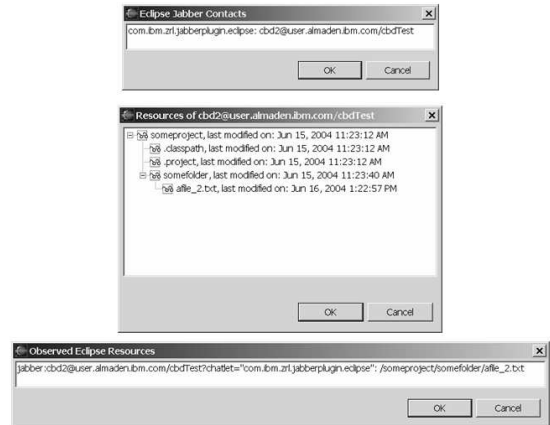 Eclipse Jabber Contacts
com.ibm.zrl.jabberplugin.eclipse: cbd2@user.almaden.ibm.com/cbdTest
OK Cancel
Resources of cbd2@user.almaden.ibm.com/cbdTest
someproject, last modified on: Jun 15, 2004 11:23:12 AM
.classpath, last modified on: Jun 15, 2004 11:23:12 AM
.project, last modified on: Jun 15, 2004 11:23:12 AM
somefolder, last modified on: Jun 15, 2004 11:23:40 AM
afile_2.txt, last modified on: Jun 16, 2004 1:22:57 PM
OK Cancel
Observed Eclipse Resources
jabber:cbd2@user.almaden.ibm.com/cbdTest?chatlet="com.ibm.zrl.jabberplugin.eclipse": /someproject/somefolder/afile_2.txt
OK Cancel